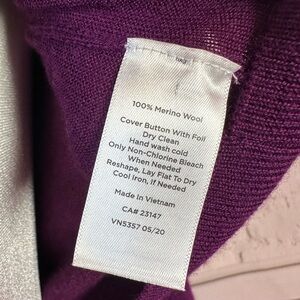 100% Merino Wool
Cover Button With Foil
Dry Clean
Hand wash cold
Only Non-Chlorine Bleach
When Needed
Reshape, Lay Flat To Dry
Cool Iron, If Needed
Made In Vietnam
CA# 23147
VN5357 05/20